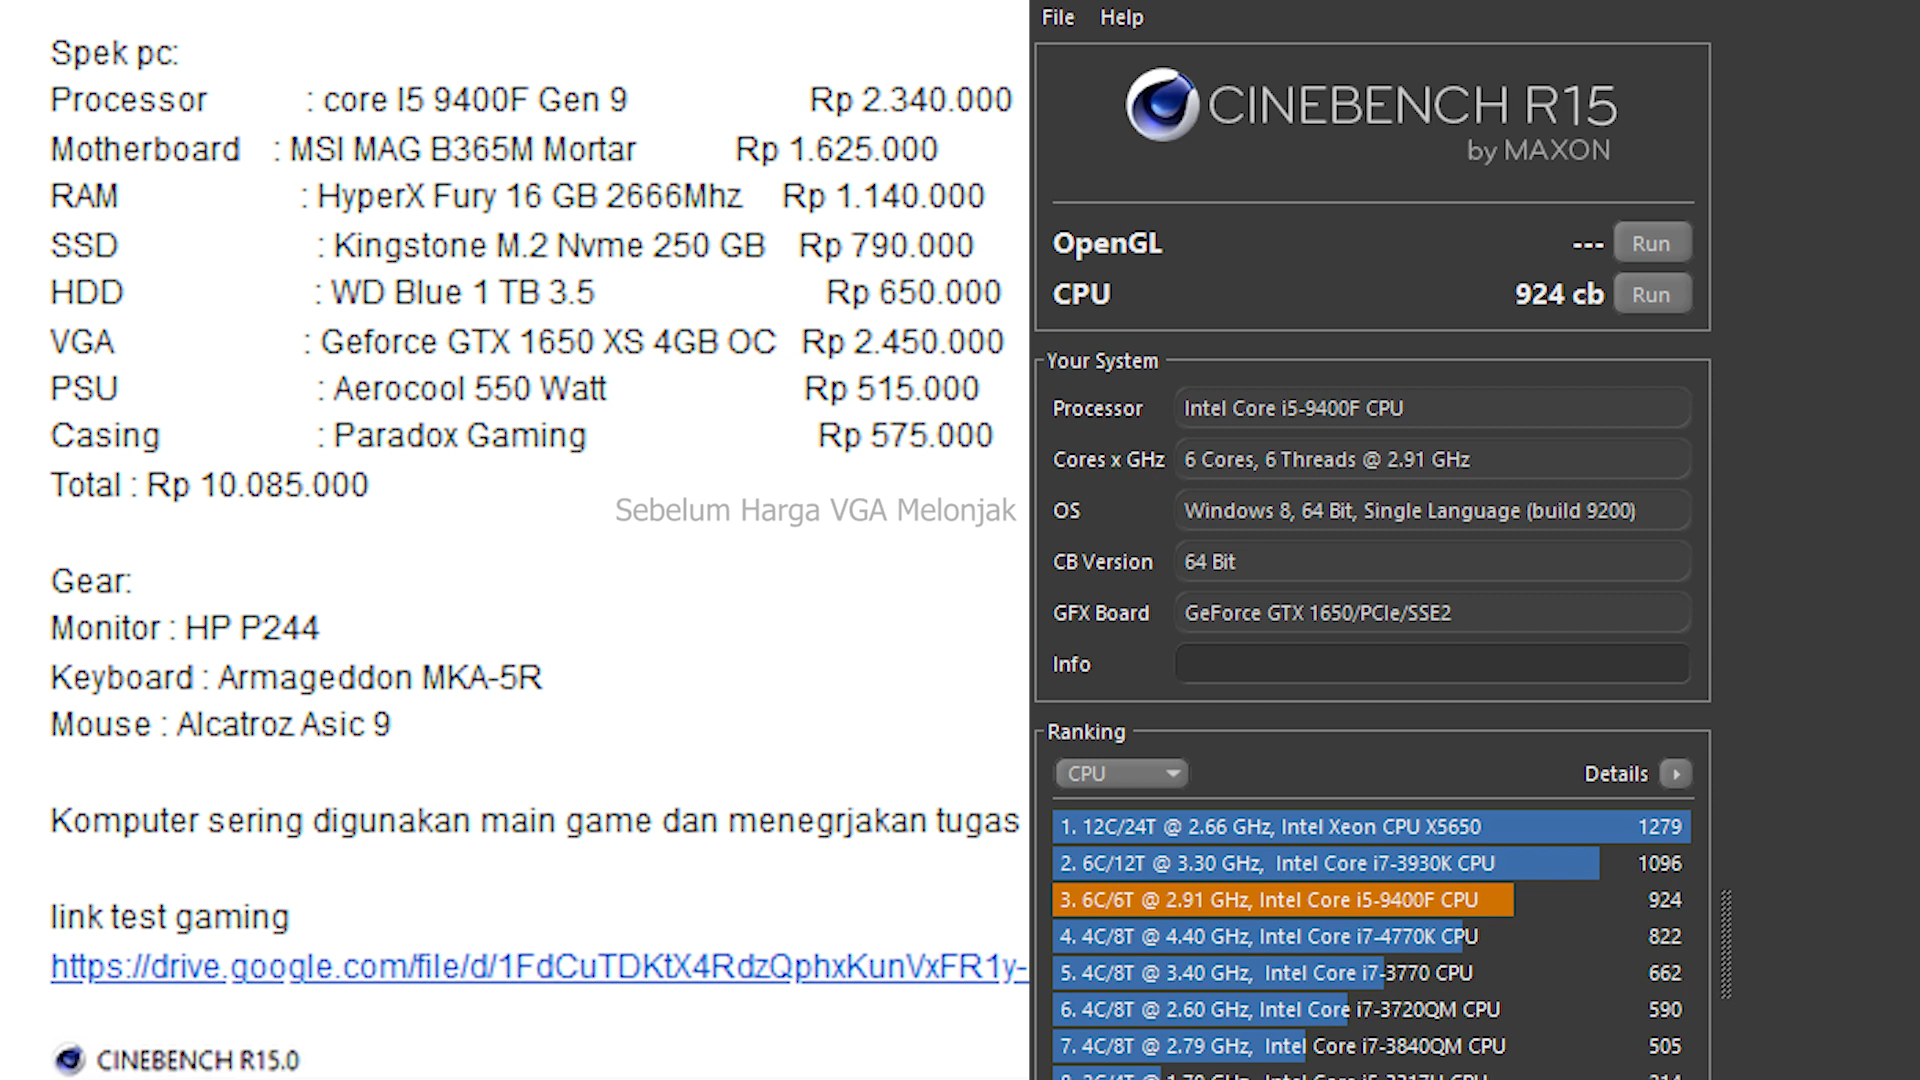 Spek pc:
Processor : core I5 9400F Gen 9 Rp 2.340.000
Motherboard : MSI MAG B365M Mortar Rp 1.625.000
RAM : HyperX Fury 16 GB 2666Mhz Rp 1.140.000
SSD : Kingstone M.2 Nvme 250 GB Rp 790.000
HDD : WD Blue 1 TB 3.5 Rp 650.000
VGA : Geforce GTX 1650 XS 4GB OC Rp 2.450.000
PSU : Aerocool 550 Watt Rp 515.000
Casing : Paradox Gaming Rp 575.000
Total : Rp 10.085.000
Sebelum Harga VGA Melonjak
Gear:
Monitor : HP P244
Keyboard : Armageddon MKA-5R
Mouse : Alcatroz Asic 9
Komputer sering digunakan main game dan menegrjakan tugas
link test gaming
https://drive.google.com/file/d/1FdCuTDKtX4RdzQphxKunVxFR1y-
CINEBENCH R15.0
File Help
CINEBENCH R15
by MAXON
OpenGL --- Run
CPU 924 cb Run
Your System
Processor Intel Core i5-9400F CPU
Cores x GHz 6 Cores, 6 Threads @ 2.91 GHz
OS Windows 8, 64 Bit, Single Language (build 9200)
CB Version 64 Bit
GFX Board GeForce GTX 1650/PCIe/SSE2
Info
Ranking
CPU Details
1. 12C/24T @ 2.66 GHz, Intel Xeon CPU X5650 1279
2. 6C/12T @ 3.30 GHz, Intel Core i7-3930K CPU 1096
3. 6C/6T @ 2.91 GHz, Intel Core i5-9400F CPU 924
4. 4C/8T @ 4.40 GHz, Intel Core i7-4770K CPU 822
5. 4C/8T @ 3.40 GHz, Intel Core i7-3770 CPU 662
6. 4C/8T @ 2.60 GHz, Intel Core i7-3720QM CPU 590
7. 4C/8T @ 2.79 GHz, Intel Core i7-3840QM CPU 505